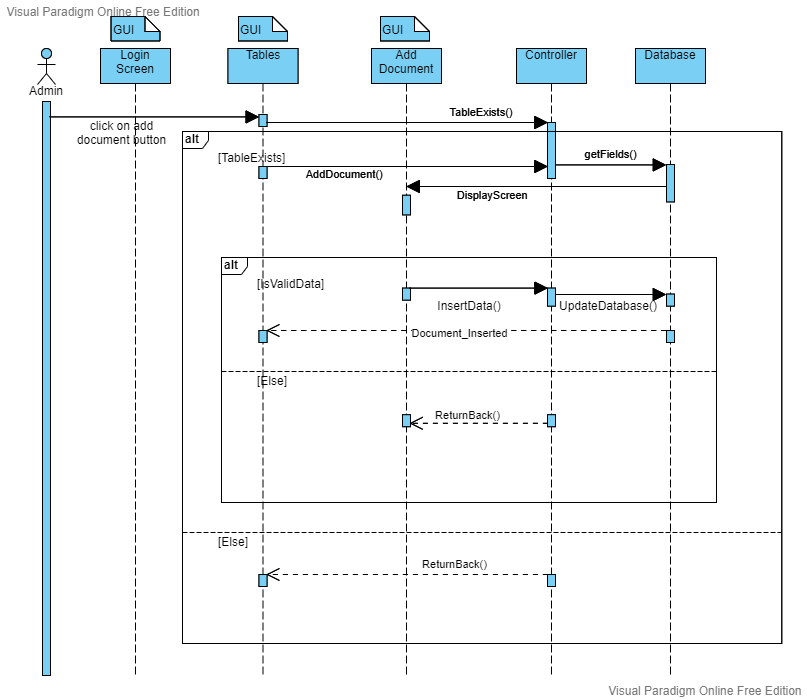 Visual Paradigm Online Free Edition
GUI
GUI
GUI
Login
Screen
Tables
Add
Document
Controller
Database
Admin
click on add
document button
TableExists()
alt
[TableExists]
AddDocument()
getFields()
DisplayScreen
alt
[isValidData]
InsertData()
UpdateDatabase()
Document_Inserted
[Else]
ReturnBack()
[Else]
ReturnBack()
Visual Paradigm Online Free Edition